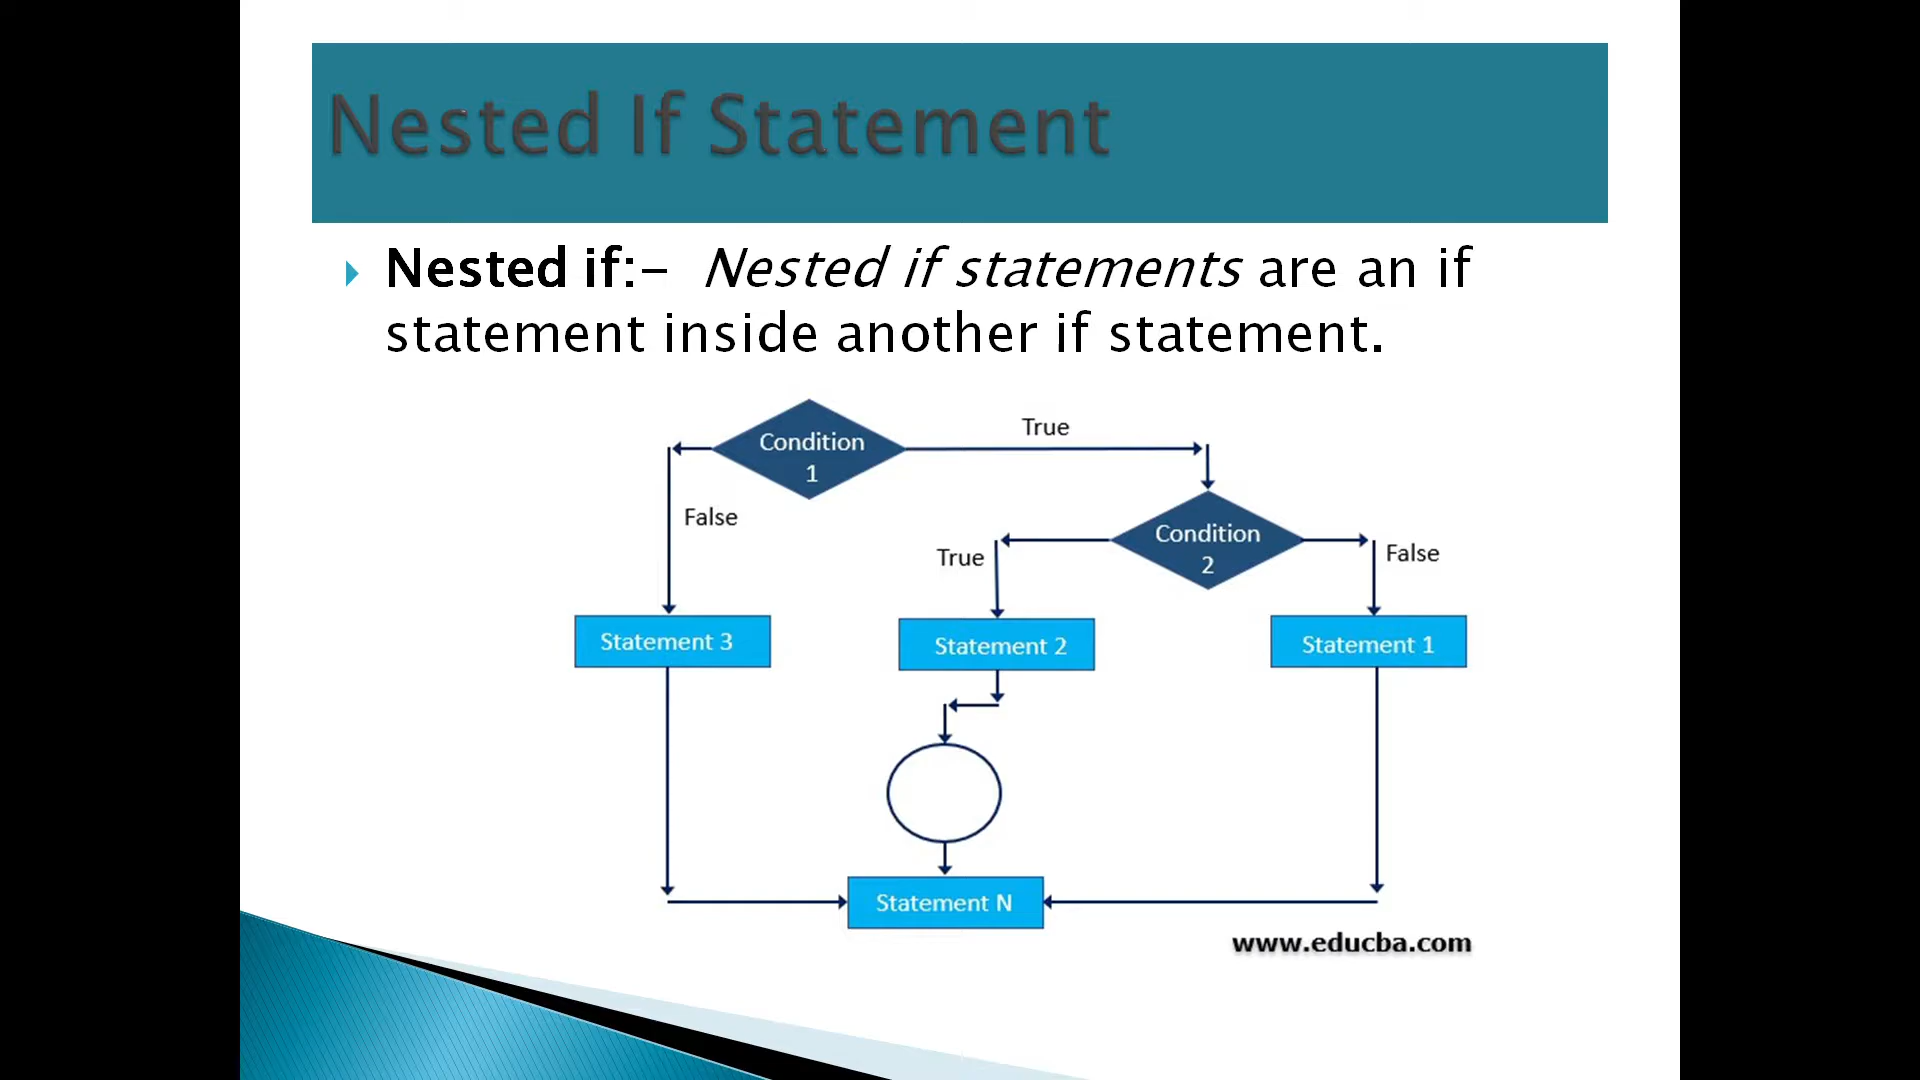 Nested If Statement
Nested if:- Nested if statements are an if
statement inside another if statement.
Condition
1
True
False
Condition
2
True
False
Statement 3
Statement 2
Statement 1
Statement N
www.educba.com